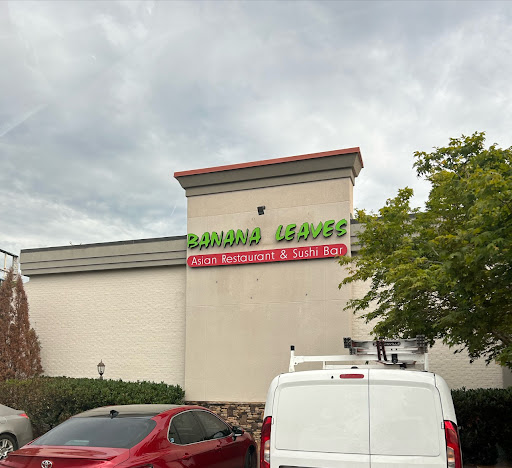 BANANA LEAVES
Asian Restaurant & Sushi Bar